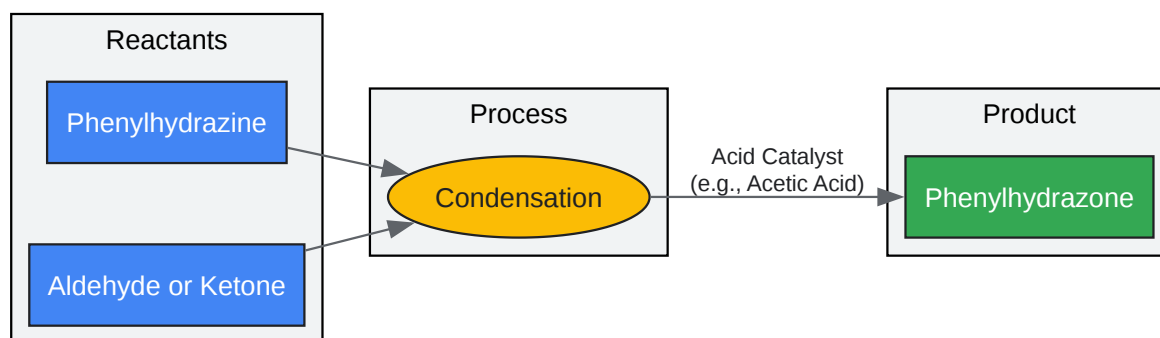 Reactants
Phenylhydrazine
Aldehyde or Ketone
Process
Condensation
Acid Catalyst
(e.g., Acetic Acid)
Product
Phenylhydrazone